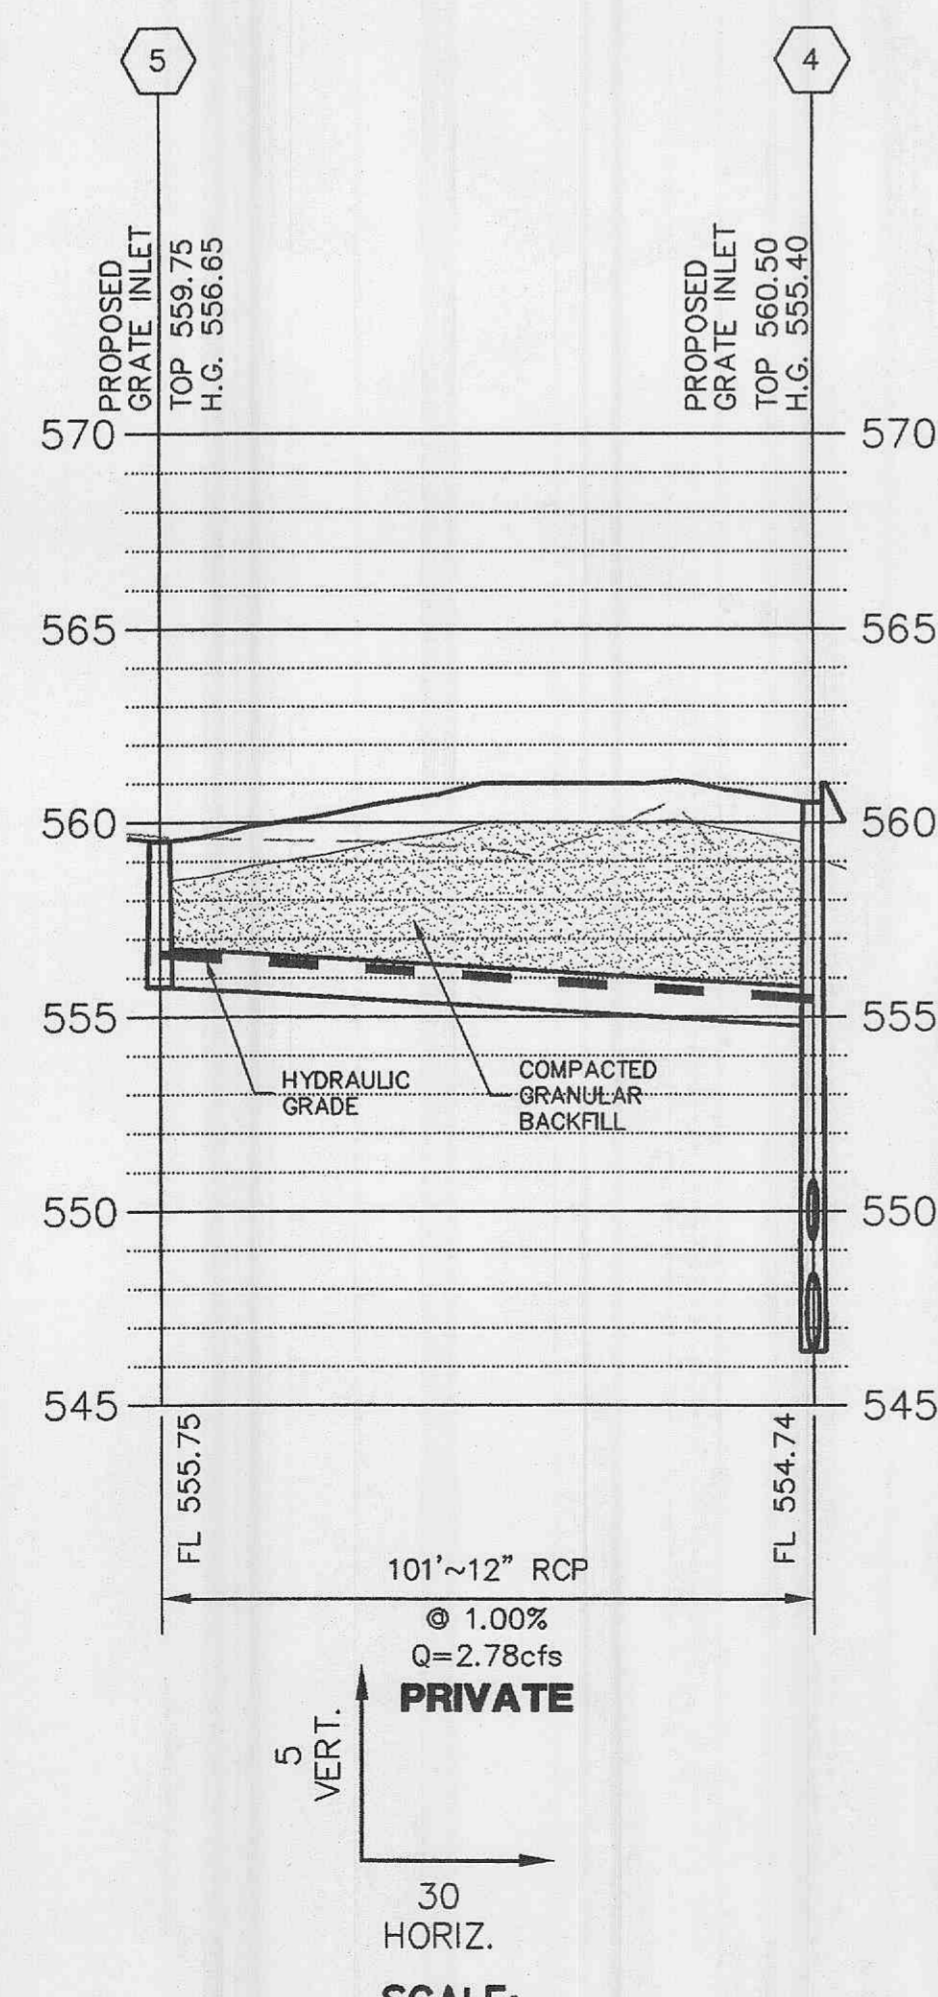 5
4
PROPOSED
GRATE INLET
TOP 559.75
H.G. 556.65
PROPOSED
GRATE INLET
TOP 560.50
H.G. 555.40
570
570
565
565
560
560
555
555
HYDRAULIC
GRADE
COMPACTED
GRANULAR
BACKFILL
550
550
545
545
FL 555.75
FL 554.74
101'~12" RCP
@ 1.00%
Q=2.78cfs
PRIVATE
5
VERT.
30
HORIZ.
SCALE: